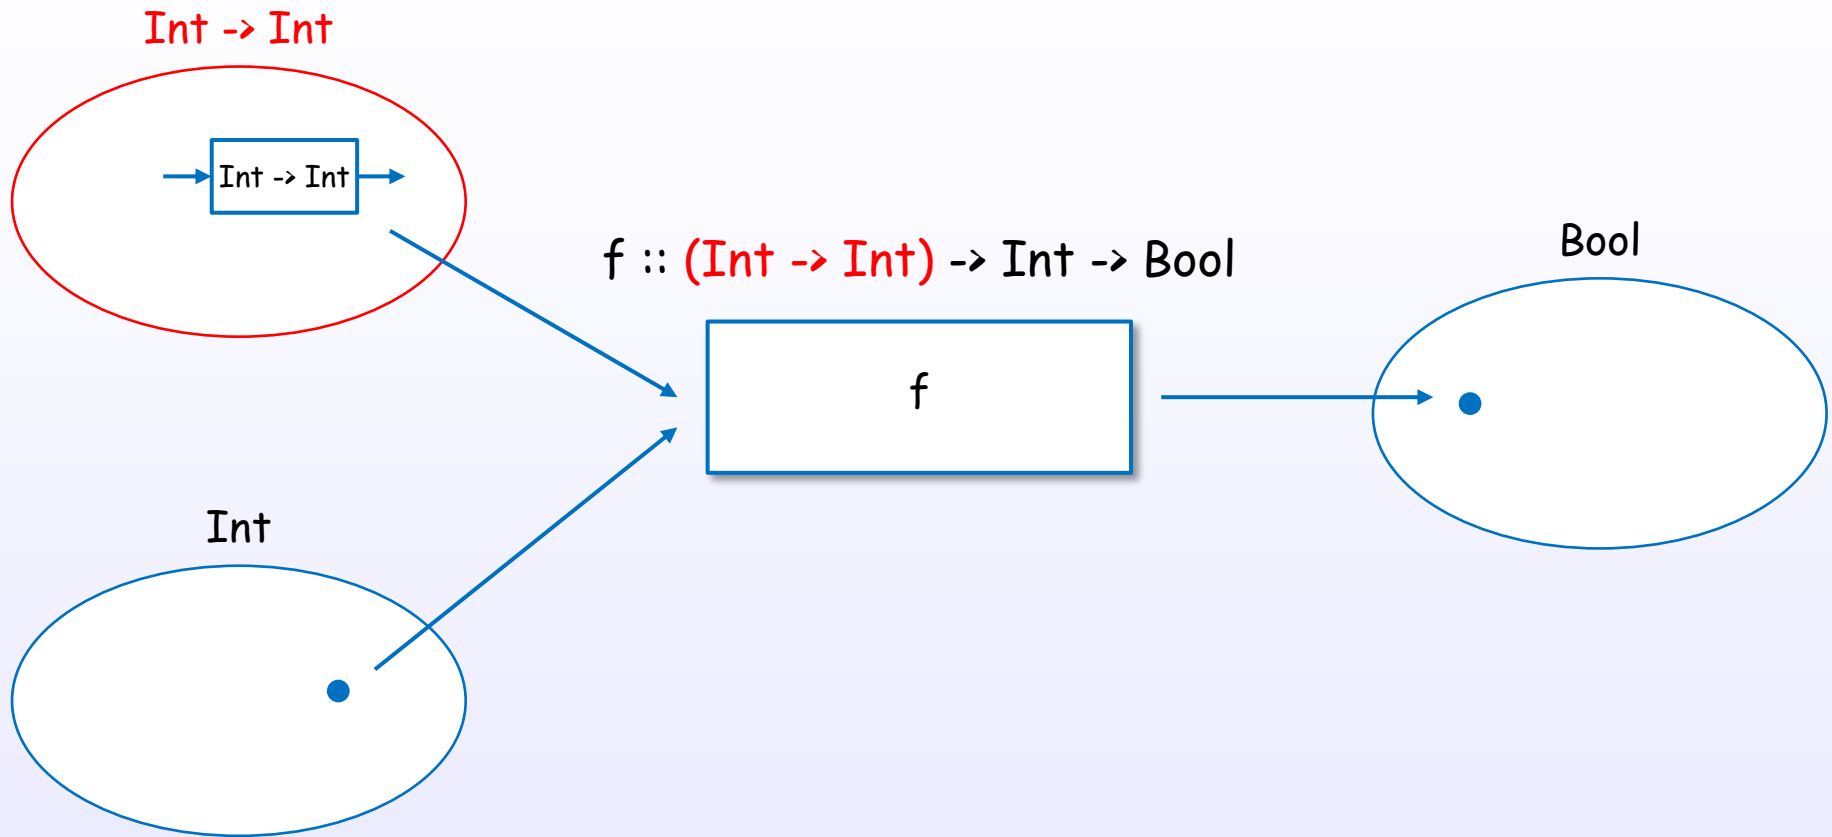 Int -> Int
Int -> Int
f :: (Int -> Int) -> Int -> Bool
Bool
f
Int